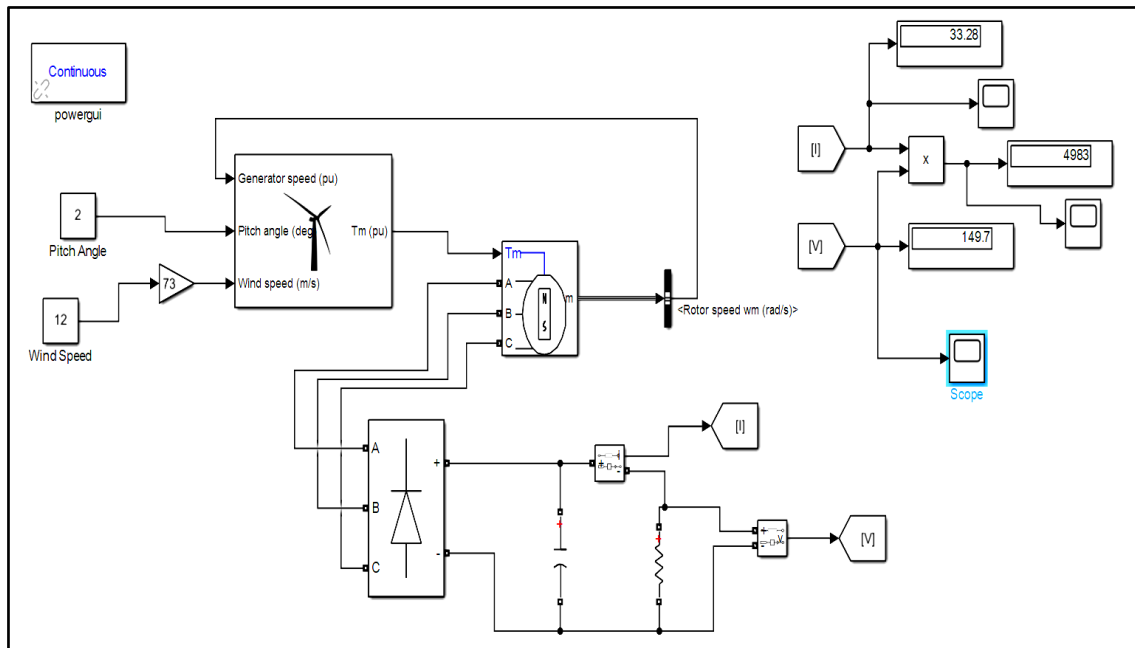 Continuous
powergui
Generator speed (pu)
Pitch angle (deg
Wind speed (m/s)
Tm (pu)
2
Pitch Angle
73
12
Wind Speed
Tm
A
B
C
m
N
S
<Rotor speed wm (rad/s)>
33.28
[I]
x
4983
[V]
149.7
Scope
A
B
C
+
-
+
+
-
[I]
+
+
-
V
[V]